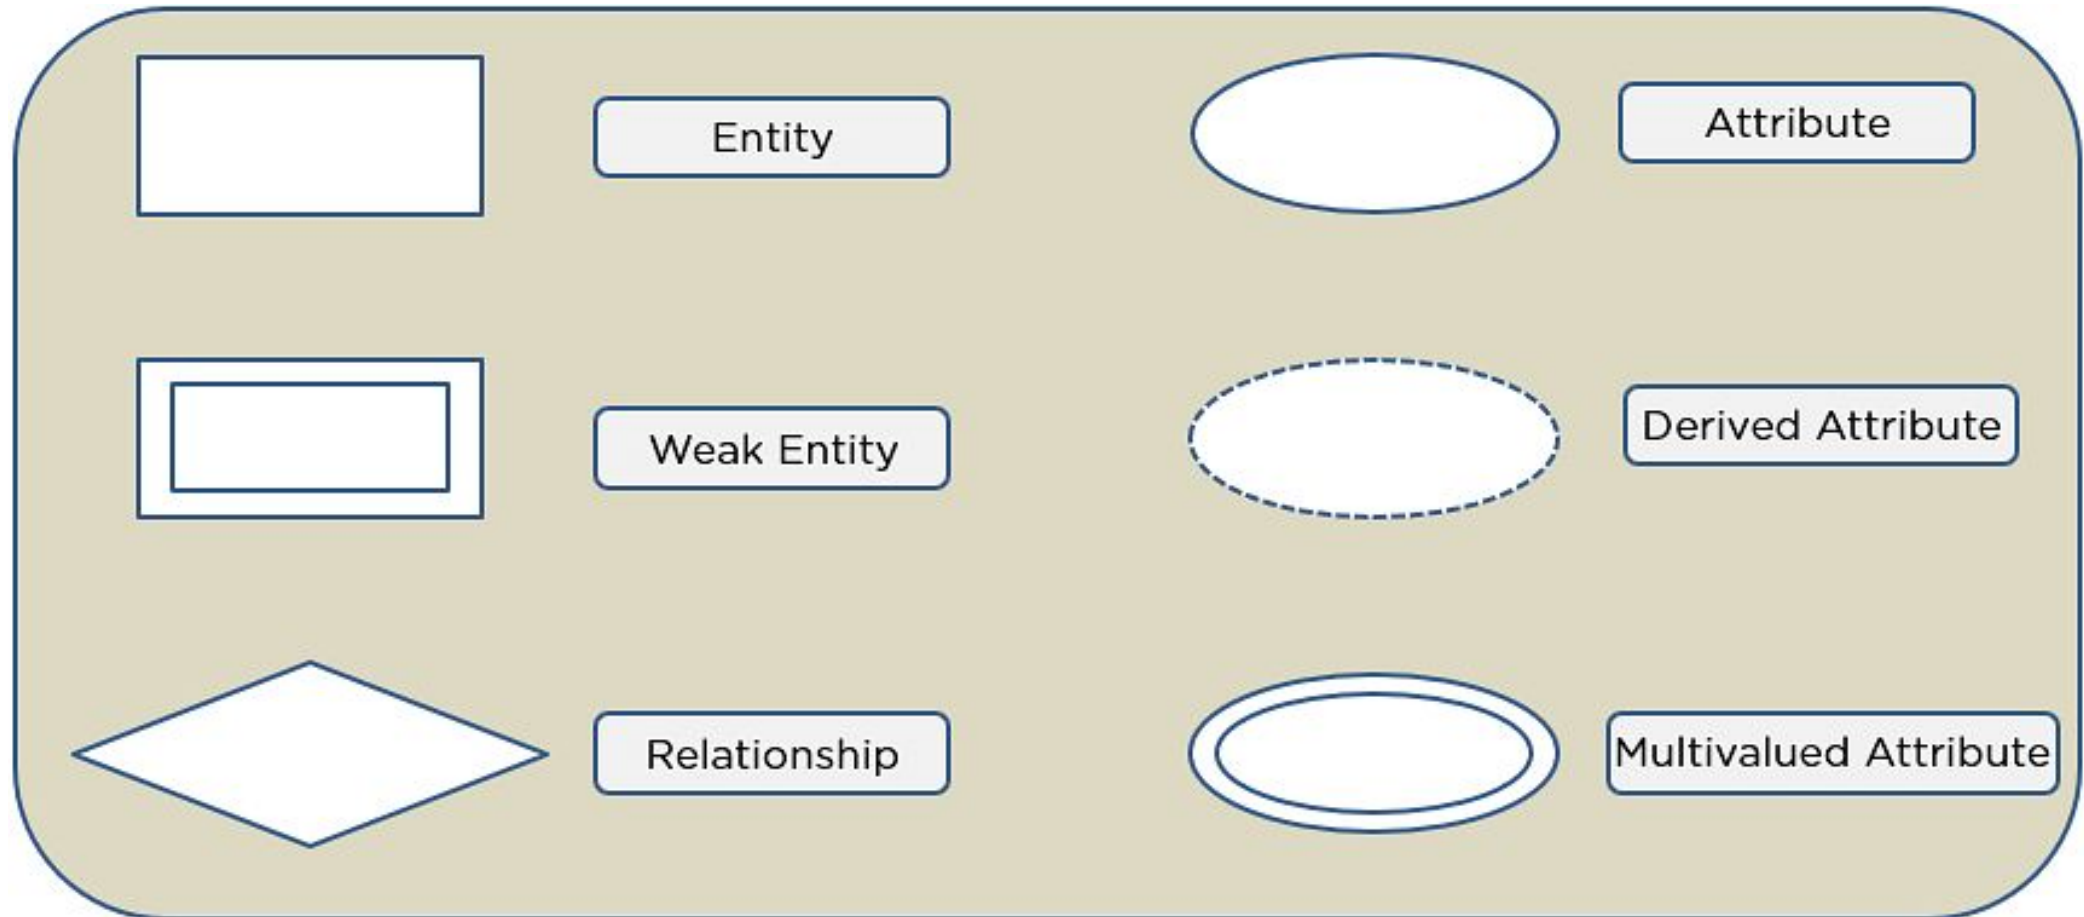 Entity
Attribute
Weak Entity
Derived Attribute
Relationship
Multivalued Attribute